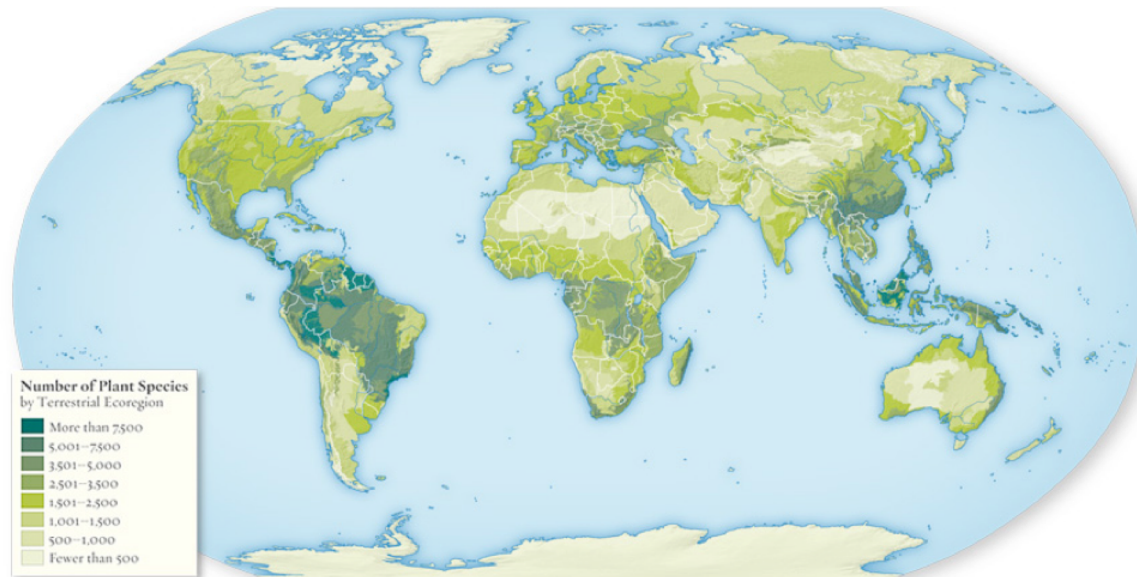 Number of Plant Species
by Terrestrial Ecoregion
More than 7,500
5,001–7,500
3,501–5,000
2,501–3,500
1,501–2,500
1,001–1,500
500–1,000
Fewer than 500